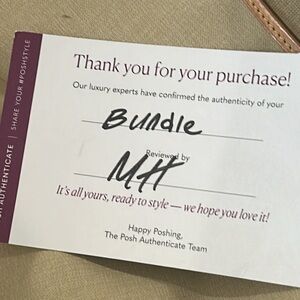 Thank you for your purchase!
Our luxury experts have confirmed the authenticity of your
Bundle
Reviewed by
MH
It's all yours, ready to style — we hope you love it!
Happy Poshing,
The Posh Authenticate Team
AUTHENTICATE | SHARE YOUR #POSHSTYLE